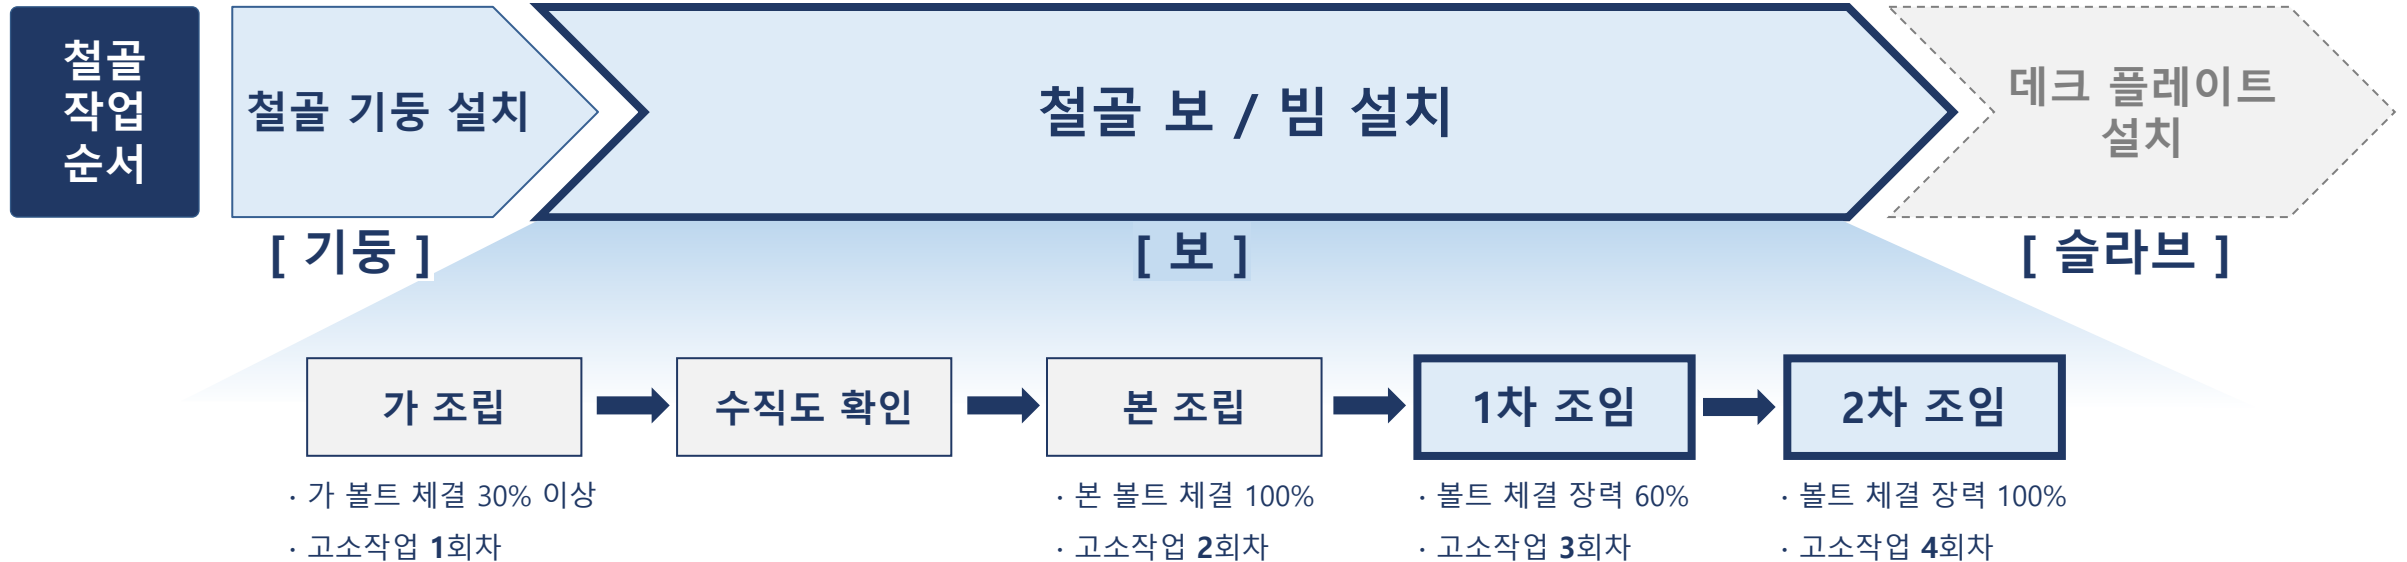 철골
작업
순서
철골 기둥 설치
철골 보 / 빔 설치
데크 플레이트
설치
[ 기둥 ]
[ 보 ]
[ 슬라브 ]
가 조립
수직도 확인
본 조립
1차 조임
2차 조임
· 가 볼트 체결 30% 이상
· 고소작업 1회차
· 본 볼트 체결 100%
· 고소작업 2회차
· 볼트 체결 장력 60%
· 고소작업 3회차
· 볼트 체결 장력 100%
· 고소작업 4회차